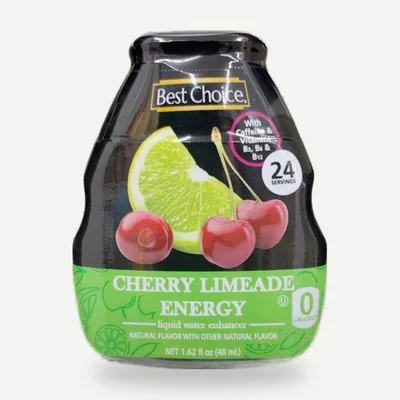 Best Choice.
With
Caffeine &
Vitamins
B3, B6 &
B12
24
SERVINGS
CHERRY LIMEADE
ENERGY
U
liquid water enhancer
0
CALORIES
NATURAL FLAVOR WITH OTHER NATURAL FLAVOR
NET 1.62 fl oz (48 mL)